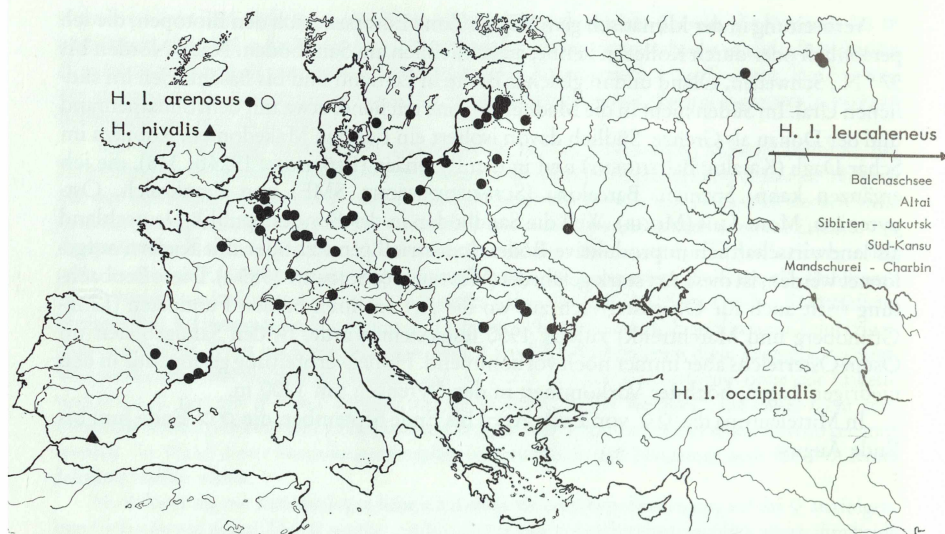 H. l. arenosus ● ○
H. nivalis ▲
H. l. leucaheneus
Balchaschsee
Altai
Sibirien Jakutsk
Süd-Kansu
Mandschurei Charbin
H. l. occipitalis